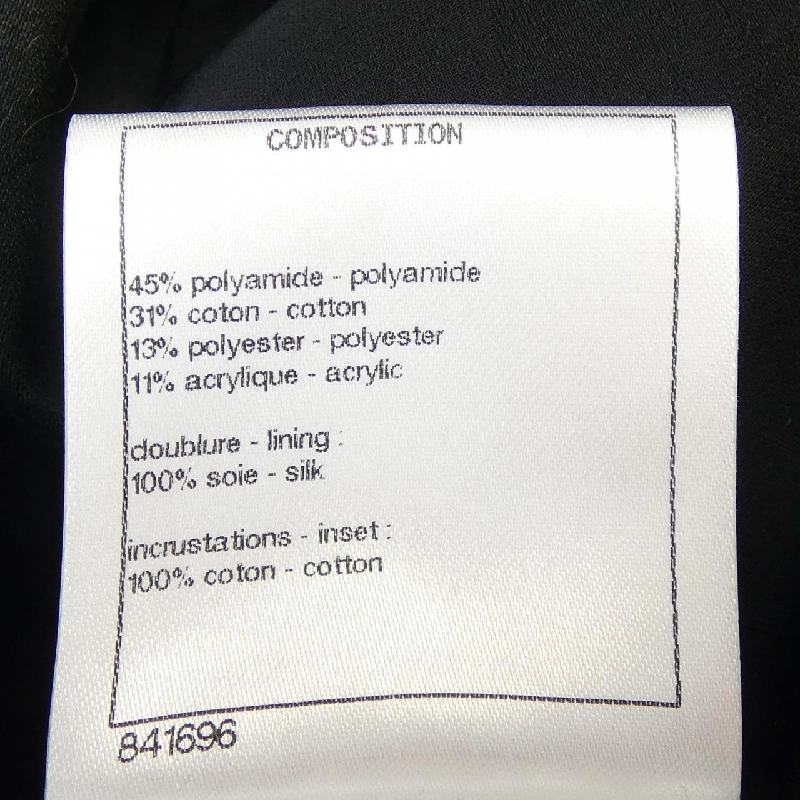 COMPOSITION
45% polyamide - polyamide
31% coton - cotton
13% polyester - polyester
11% acrylique - acrylic
doublure - lining :
100% soie - silk
incrustations - inset :
100% coton - cotton
841696